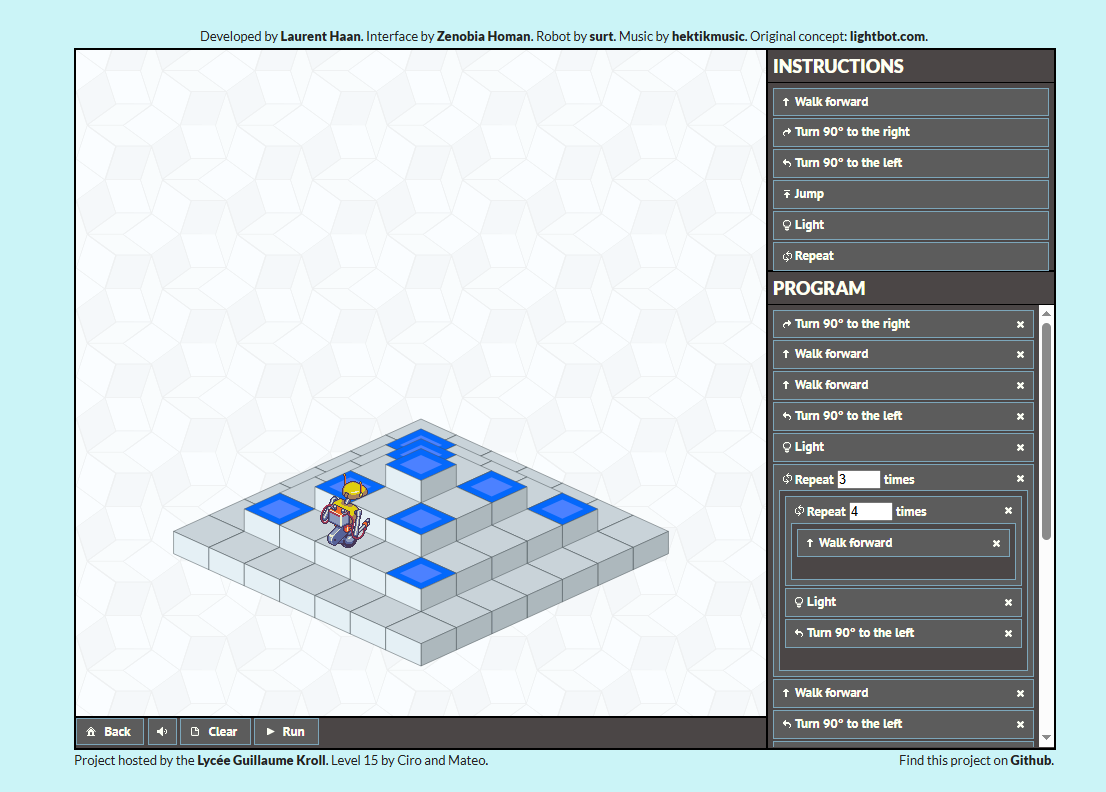 Developed by Laurent Haan. Interface by Zenobia Homan. Robot by surt. Music by hektikmusic. Original concept: lightbot.com.
INSTRUCTIONS
Walk forward
Turn 90° to the right
Turn 90° to the left
Jump
Light
Repeat
PROGRAM
Turn 90° to the right
Walk forward
Walk forward
Turn 90° to the left
Light
Repeat 3 times
Repeat 4 times
Walk forward
Light
Turn 90° to the left
Walk forward
Turn 90° to the left
Back
Clear
Run
Project hosted by the Lycée Guillaume Kroll. Level 15 by Ciro and Mateo.
Find this project on Github.